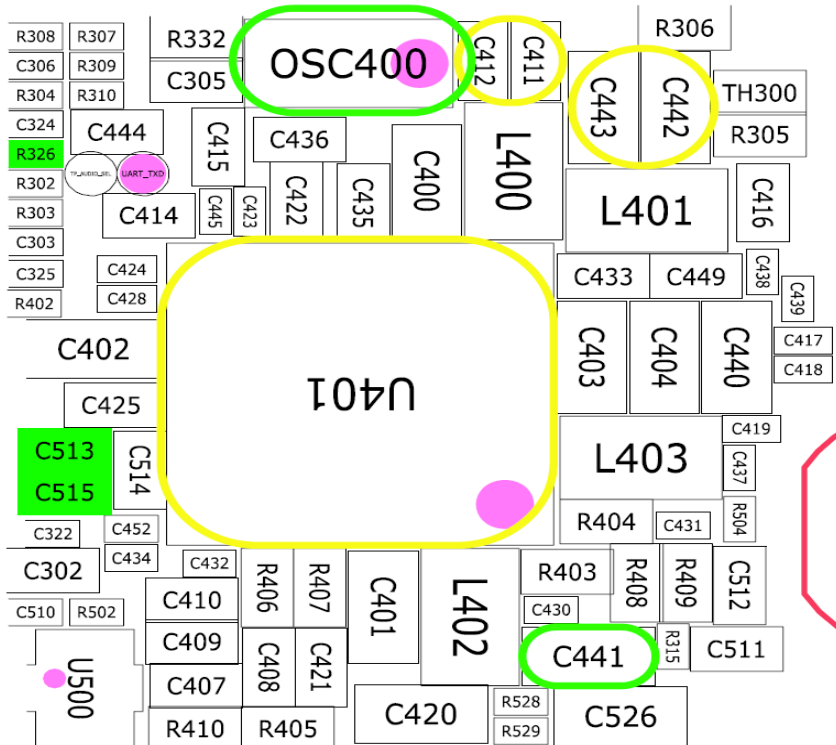 R308 R307 R332 OSC400 C412 C411 R306
C306 R309 C305 C443 C442 TH300
R304 R310 R305
C324 C444 C415 C436 C400 L400
R326
R302 TP_AUDIO_SEL UART_TXD C422 C435 L401 C416
R303 C414 C445 C423
C303
C325 C424 C433 C449 C438 C439
R402 C428
C402 U401 C403 C404 C440 C417
C418
C425 C419
C513 C514 L403 C437
C515
C322 C452 R404 C431 R504
C302 C434 C432 R406 R407 C401 L402 R403 R408 R409 C512
C510 R502 C410 C430
C409 C441 R315 C511
U500 C407 C408 C421
R410 R405 C420 R528 C526
R529